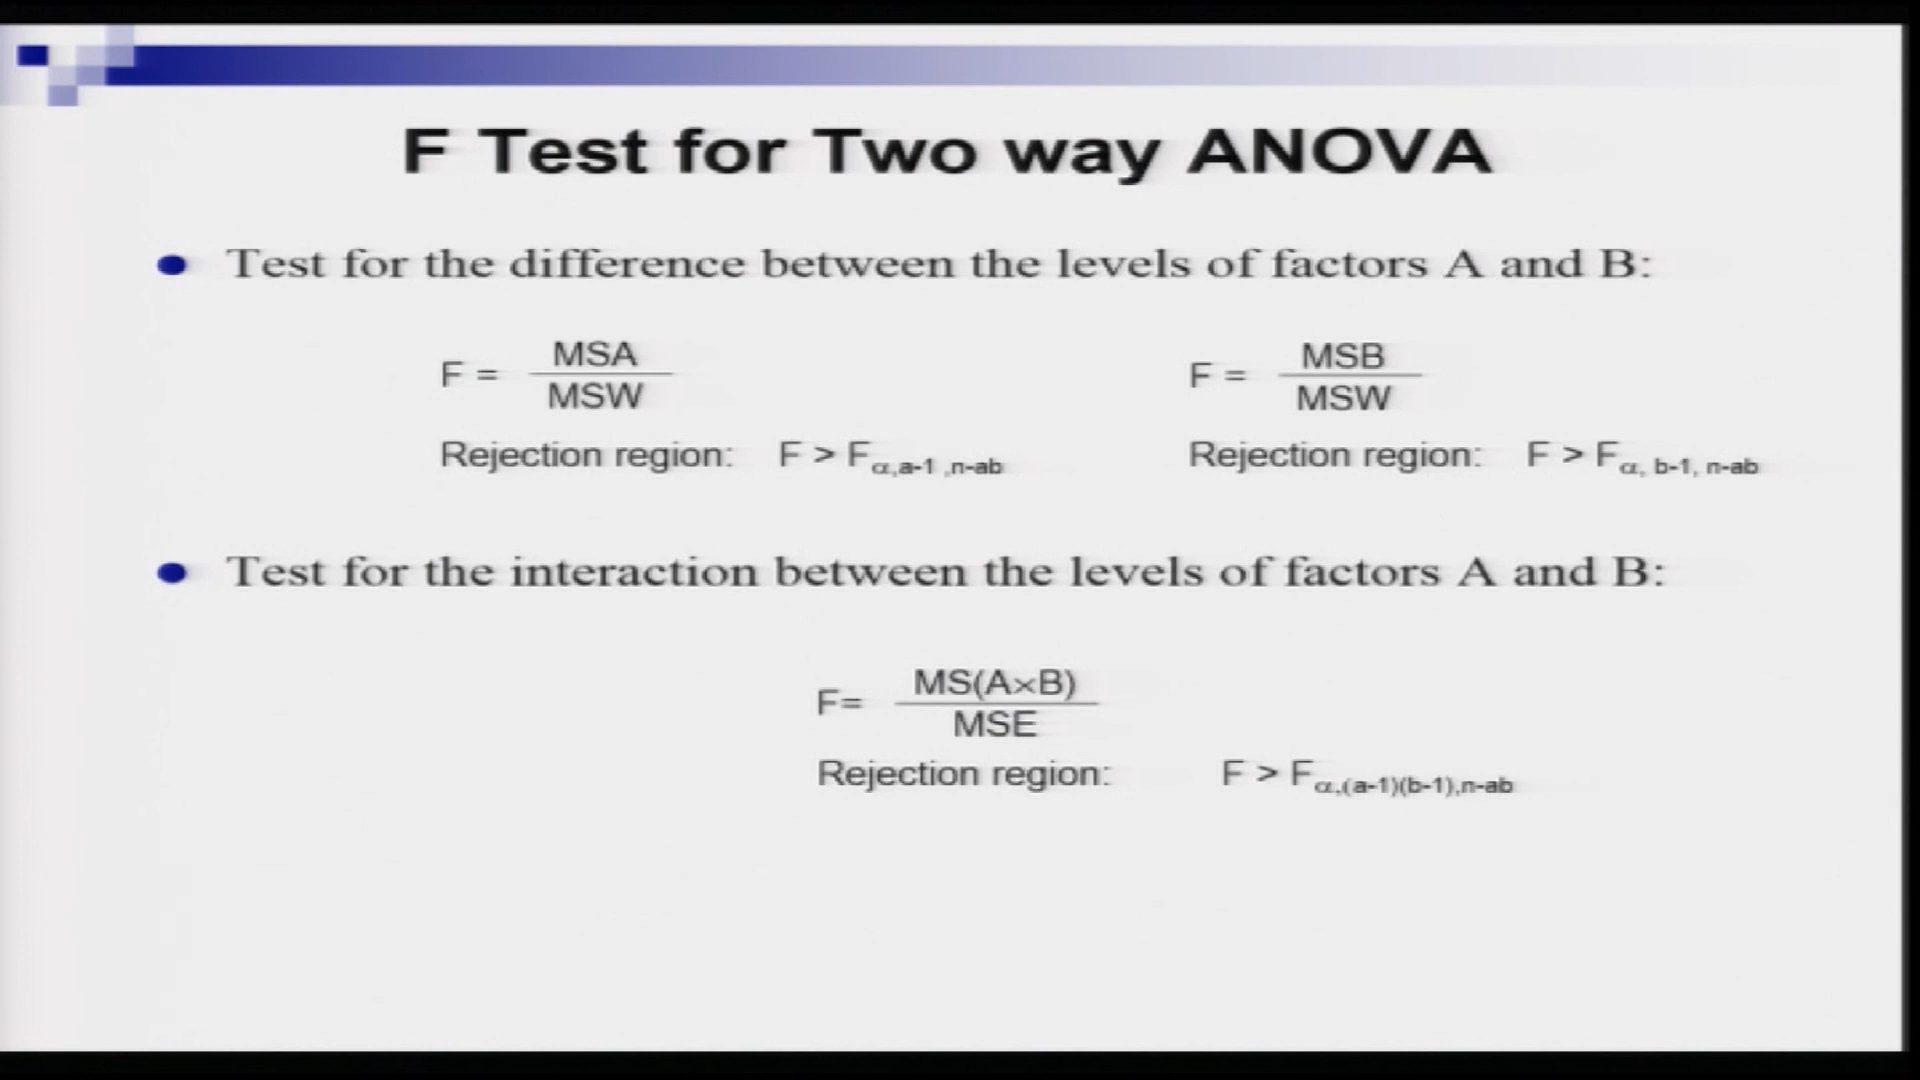 F Test for Two way ANOVA
● Test for the difference between the levels of factors A and B:
F = MSA / MSW
F = MSB / MSW
Rejection region: F > Fα,a-1 ,n-ab
Rejection region: F > Fα, b-1, n-ab
● Test for the interaction between the levels of factors A and B:
F= MS(A×B) / MSE
Rejection region: F > Fα,(a-1)(b-1),n-ab